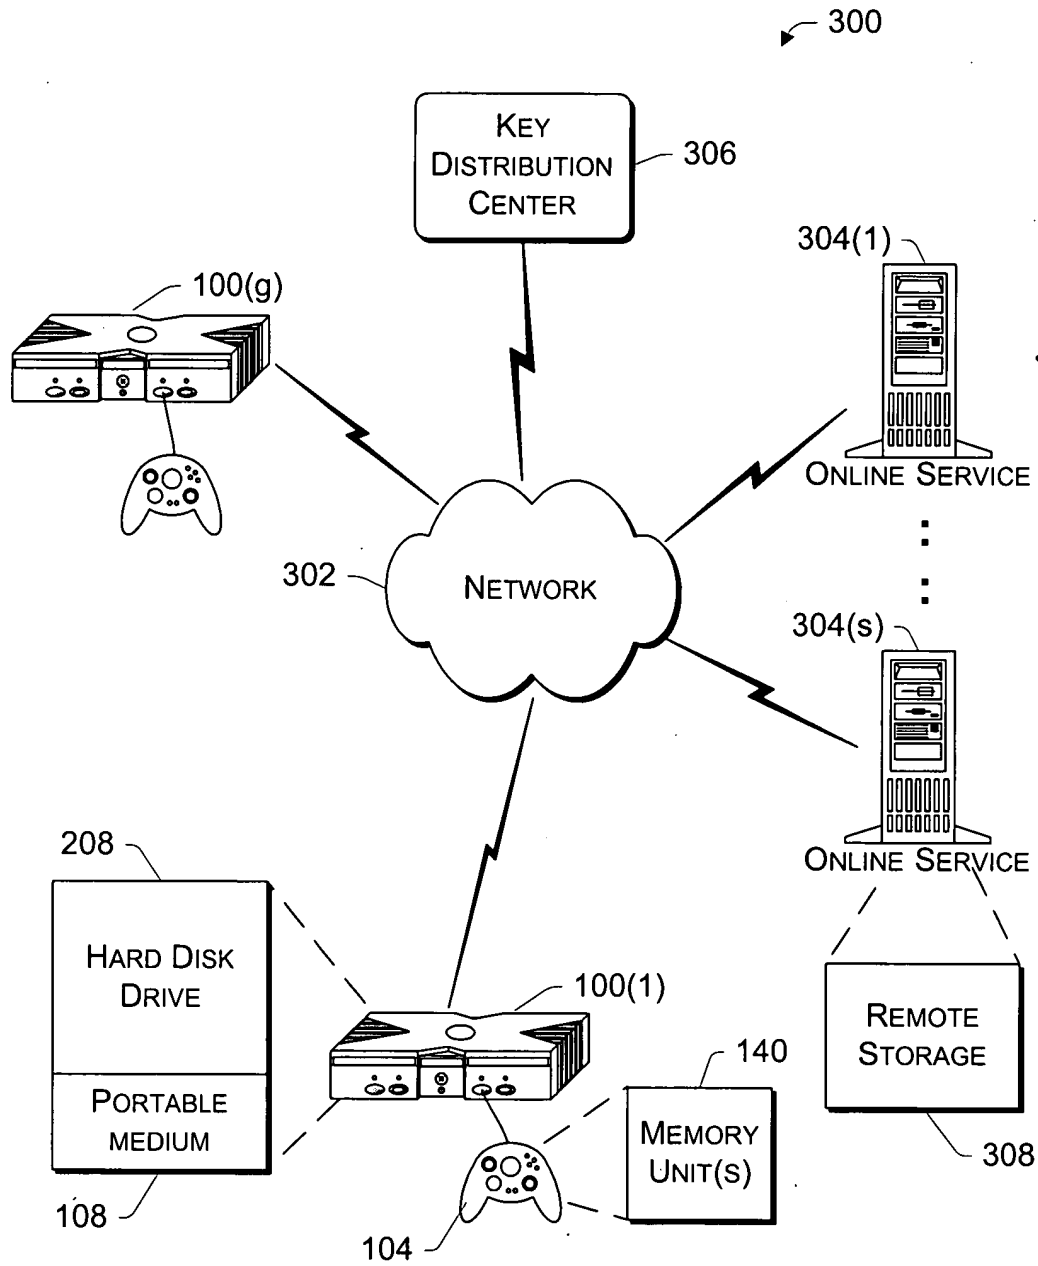 300
KEY
DISTRIBUTION
CENTER
306
304(1)
100(g)
ONLINE SERVICE
302
NETWORK
304(s)
ONLINE SERVICE
208
HARD DISK
DRIVE
100(1)
REMOTE
STORAGE
140
PORTABLE
MEDIUM
MEMORY
UNIT(S)
308
108
104